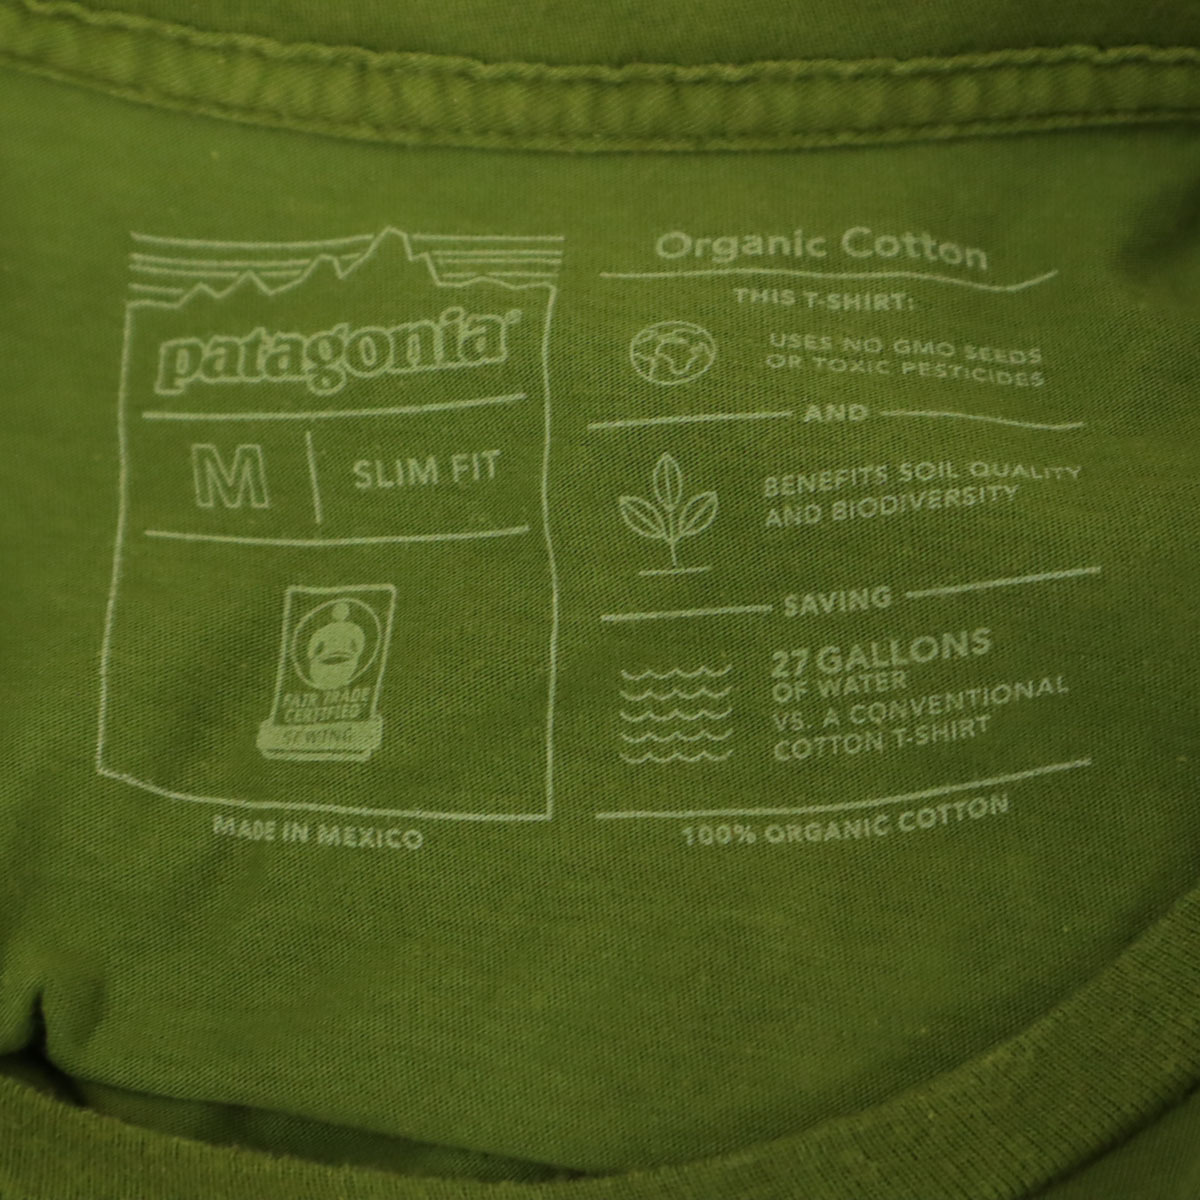 patagonia®
M | SLIM FIT
FAIR TRADE
CERTIFIED™
SEWING
MADE IN MEXICO
Organic Cotton
THIS T-SHIRT:
USES NO GMO SEEDS
OR TOXIC PESTICIDES
AND
BENEFITS SOIL QUALITY
AND BIODIVERSITY
SAVING
27 GALLONS
OF WATER
VS. A CONVENTIONAL
COTTON T-SHIRT
100% ORGANIC COTTON